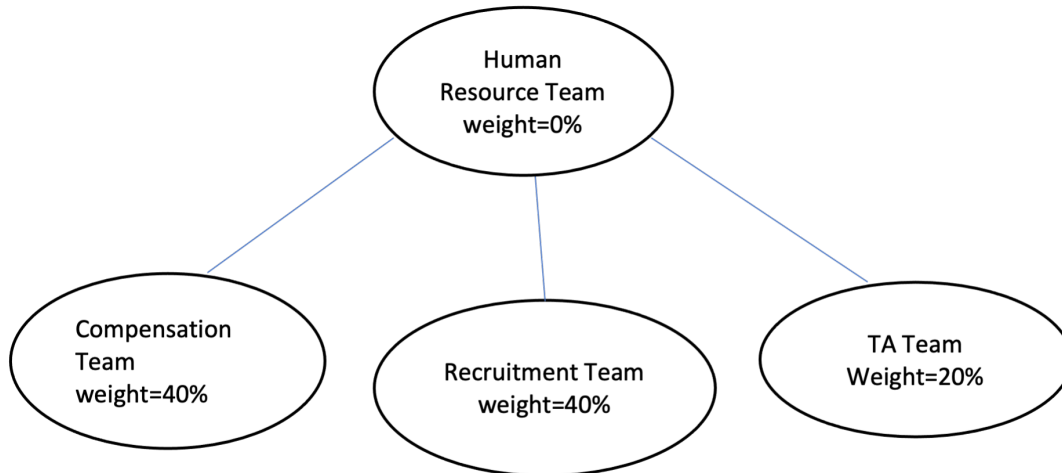 Human
Resource Team
weight=0%
Compensation
Team
weight=40%
Recruitment Team
weight=40%
TA Team
Weight=20%